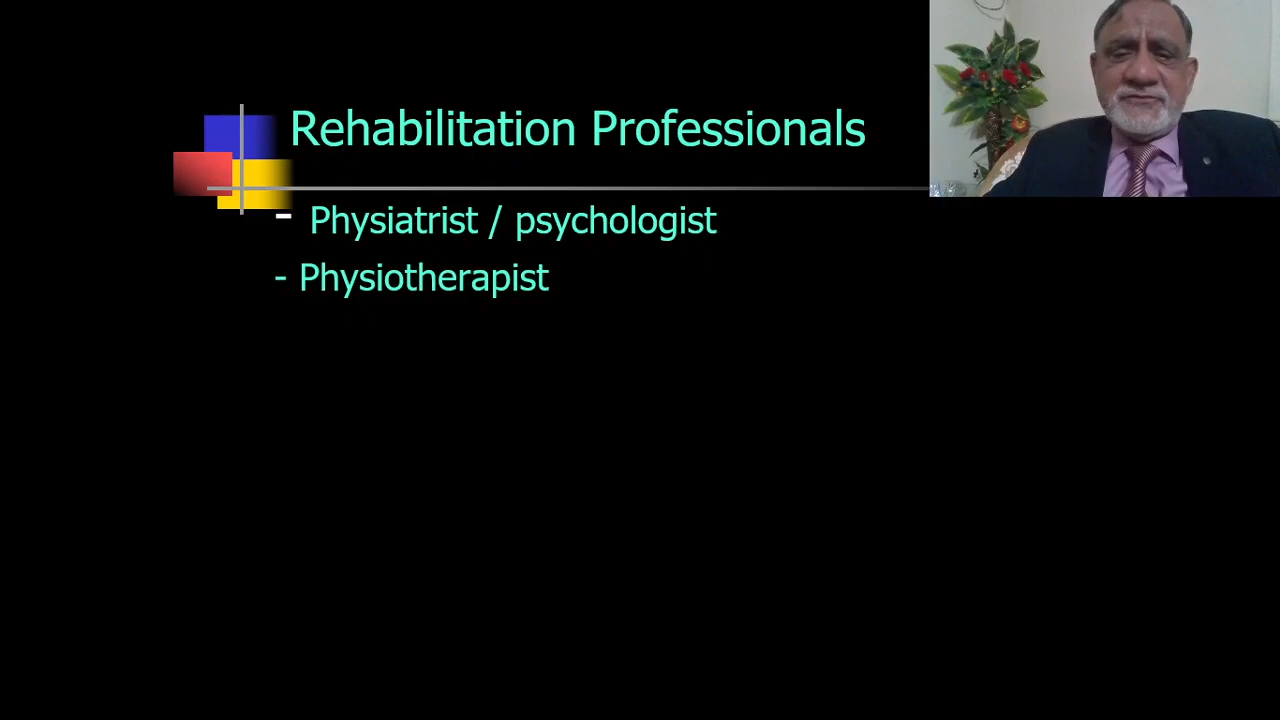 Rehabilitation Professionals
- Physiatrist / psychologist
- Physiotherapist